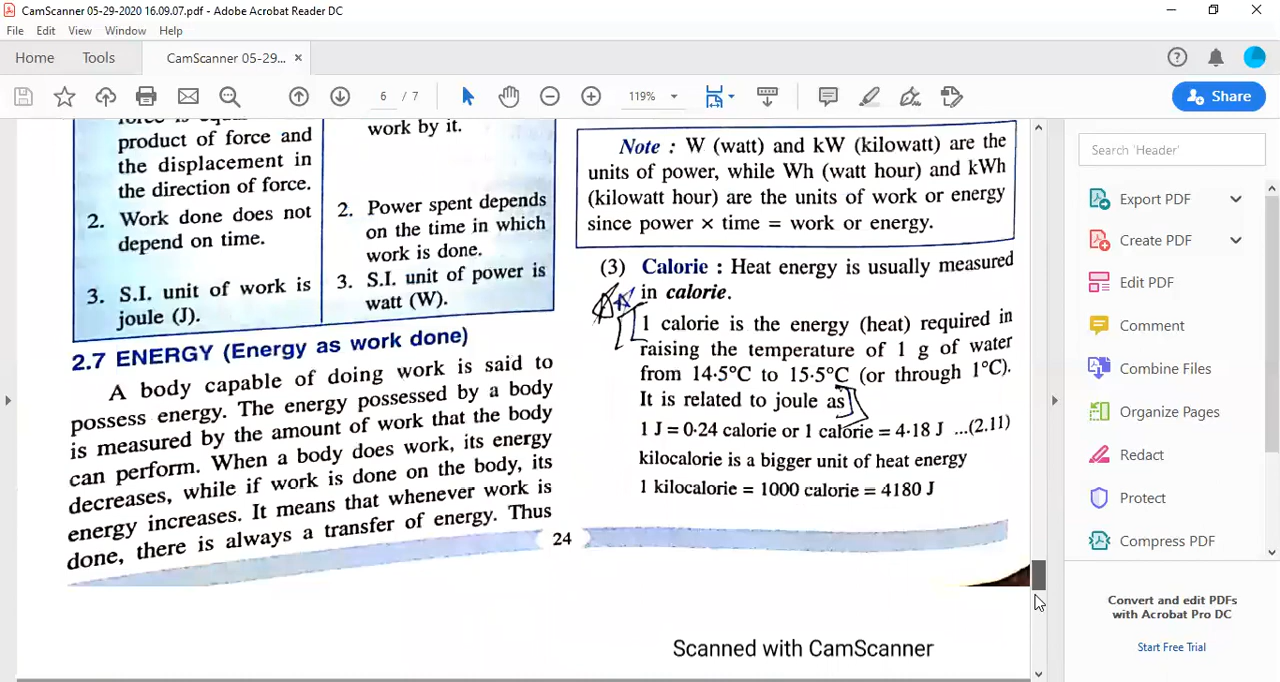 CamScanner 05-29-2020 16.09.07.pdf - Adobe Acrobat Reader DC
File Edit View Window Help
Home Tools CamScanner 05-29... ×
6 / 7 119% Share
product of force and
the displacement in
the direction of force.
2. Work done does not
depend on time.
3. S.I. unit of work is
joule (J).
work by it.
2. Power spent depends
on the time in which
work is done.
3. S.I. unit of power is
watt (W).
2.7 ENERGY (Energy as work done)
A body capable of doing work is said to
possess energy. The energy possessed by a body
is measured by the amount of work that the body
can perform. When a body does work, its energy
decreases, while if work is done on the body, its
energy increases. It means that whenever work is
done, there is always a transfer of energy. Thus
Note : W (watt) and kW (kilowatt) are the
units of power, while Wh (watt hour) and kWh
(kilowatt hour) are the units of work or energy
since power × time = work or energy.
(3) Calorie : Heat energy is usually measured
in calorie.
1 calorie is the energy (heat) required in
raising the temperature of 1 g of water
from 14·5°C to 15·5°C (or through 1°C).
It is related to joule as
1 J = 0·24 calorie or 1 calorie = 4·18 J ...(2.11)
kilocalorie is a bigger unit of heat energy
1 kilocalorie = 1000 calorie = 4180 J
24
Scanned with CamScanner
Search 'Header'
Export PDF
Create PDF
Edit PDF
Comment
Combine Files
Organize Pages
Redact
Protect
Compress PDF
Convert and edit PDFs
with Acrobat Pro DC
Start Free Trial